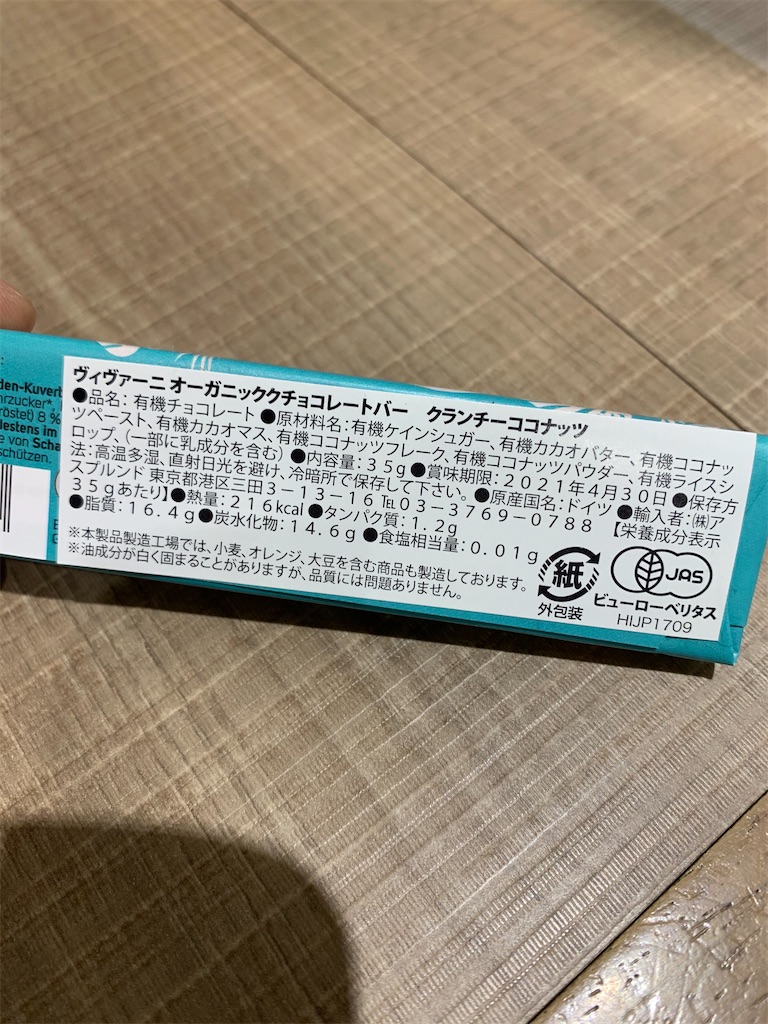 den-Kuvert
hrzucker*
röstet) 8 %
destens im
e von Scha
schützen.
ヴィヴァーニ オーガニッククチョコレートバー クランチーココナッツ
●品名:有機チョコレート ●原材料名:有機ケインシュガー、有機カカオバター、有機ココナッ
ツペースト、有機カカオマス、有機ココナッツフレーク、有機ココナッツパウダー、有機ライスシ
ロップ、(一部に乳成分を含む) ●内容量:35g ●賞味期限:2021年4月30日 ●保存方
法:高温多湿、直射日光を避け、冷暗所で保存して下さい。 ●原産国名:ドイツ ●輸入者:㈱ア
スプルンド 東京都港区三田3-13-16 ℡03-3769-0788 【栄養成分表示
35gあたり】●熱量:216kcal ●タンパク質:1.2g
●脂質:16.4g ●炭水化物:14.6g ●食塩相当量:0.01g
※本製品製造工場では、小麦、オレンジ、大豆を含む商品も製造しております。
※油成分が白く固まることがありますが、品質には問題ありません。
紙
外包装
JAS
ビューローベリタス
HIJP1709